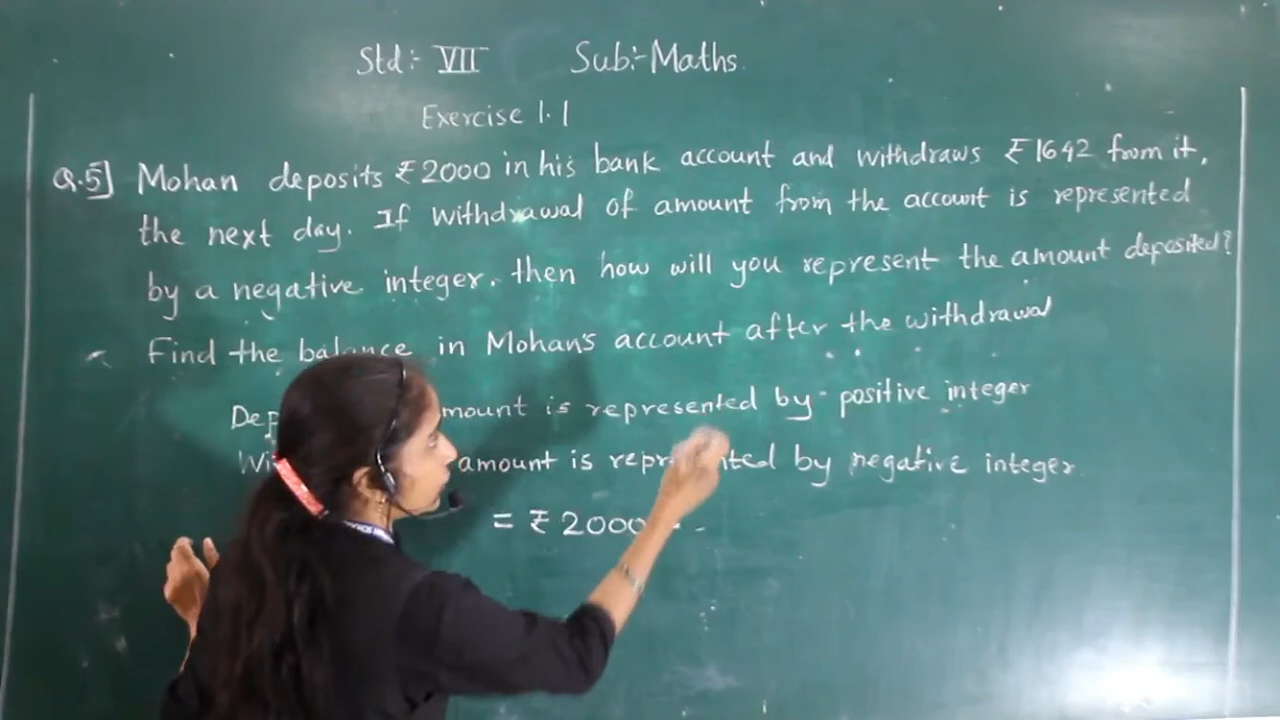 Std:- VII Sub:- Maths.
Exercise 1.1
Q.5] Mohan deposits ₹2000 in his bank account and withdraws ₹1642 from it,
the next day. If withdrawal of amount from the account is represented
by a negative integer, then how will you represent the amount deposited?
Find the balance in Mohan's account after the withdrawal
amount is represented by positive integer
amount is represented by negative integer.
= ₹2000